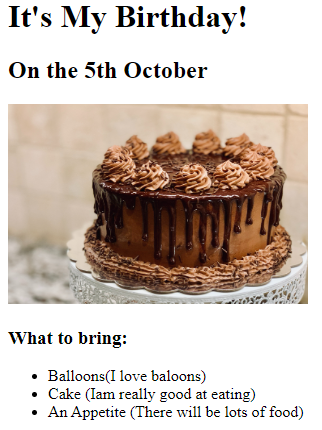 It's My Birthday!
On the 5th October
What to bring:
Balloons(I love baloons)
Cake (Iam really good at eating)
An Appetite (There will be lots of food)